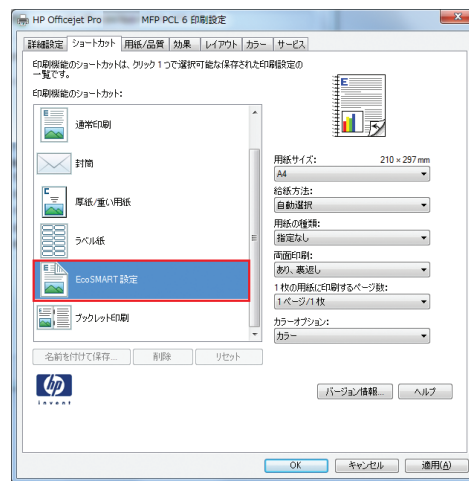 HP Officejet Pro MFP PCL 6 印刷設定
詳細設定 ショートカット 用紙/品質 効果 レイアウト カラー サービス
印刷機能のショートカットは、クリック 1 つで選択可能な保存された印刷設定の
一覧です。
印刷機能のショートカット:
通常印刷
封筒
厚紙/重い用紙
ラベル紙
EcoSMART 設定
ブックレット印刷
名前を付けて保存... 削除 リセット
E
用紙サイズ: 210 × 297 mm
A4
給紙方法:
自動選択
用紙の種類:
指定なし
両面印刷:
あり、裏返し
1 枚の用紙に印刷するページ数:
1 ページ/1 枚
カラーオプション:
カラー
hp
invent
バージョン情報... ヘルプ
OK キャンセル 適用(A)